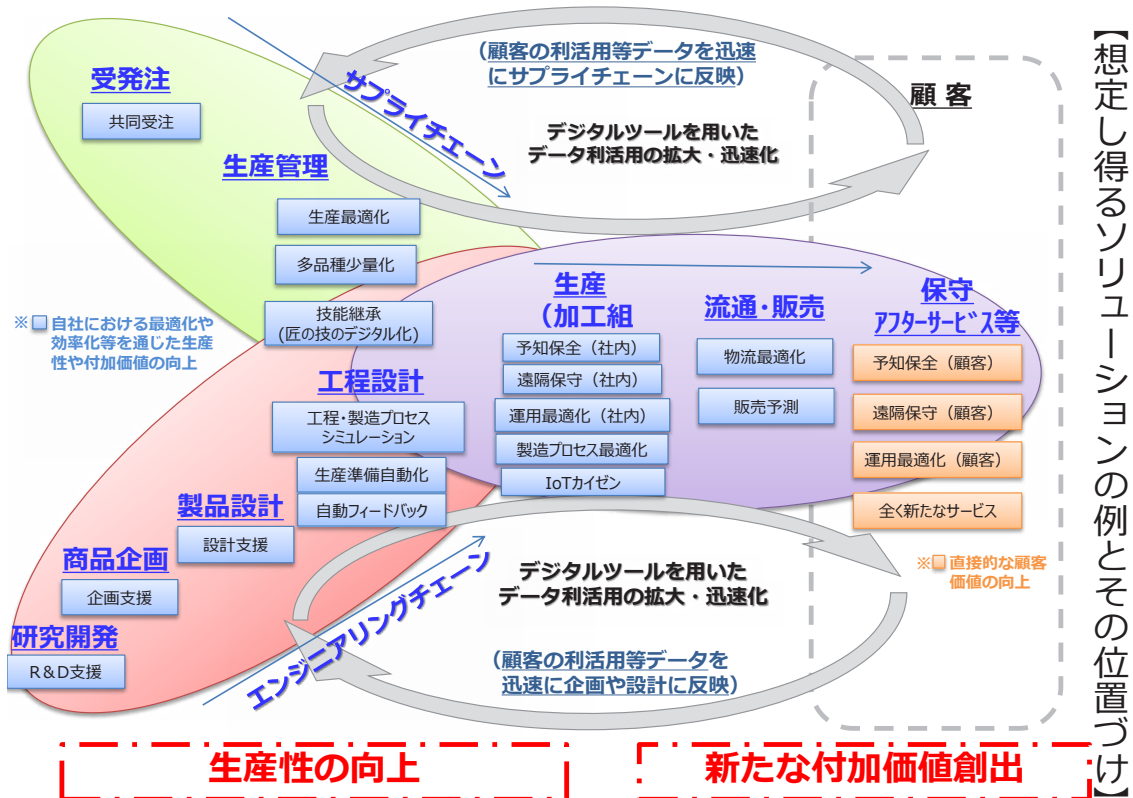 【想定し得るソリューションの例とその位置づけ】
(顧客の利活用等データを迅速
にサプライチェーンに反映)
顧 客
受発注
共同受注
サプライチェーン
デジタルツールを用いた
データ利活用の拡大・迅速化
生産管理
生産最適化
多品種少量化
技能継承
(匠の技のデジタル化)
※□ 自社における最適化や
効率化等を通じた生産
性や付加価値の向上
生産
(加工組
流通・販売
保守
アフターサービス等
予知保全(社内)
遠隔保守(社内)
運用最適化(社内)
製造プロセス最適化
IoTカイゼン
物流最適化
販売予測
予知保全(顧客)
遠隔保守(顧客)
運用最適化(顧客)
全く新たなサービス
※□ 直接的な顧客
価値の向上
工程設計
工程・製造プロセス
シミュレーション
生産準備自動化
自動フィードバック
製品設計
設計支援
商品企画
企画支援
研究開発
R&D支援
エンジニアリングチェーン
デジタルツールを用いた
データ利活用の拡大・迅速化
(顧客の利活用等データを
迅速に企画や設計に反映)
生産性の向上
新たな付加価値創出